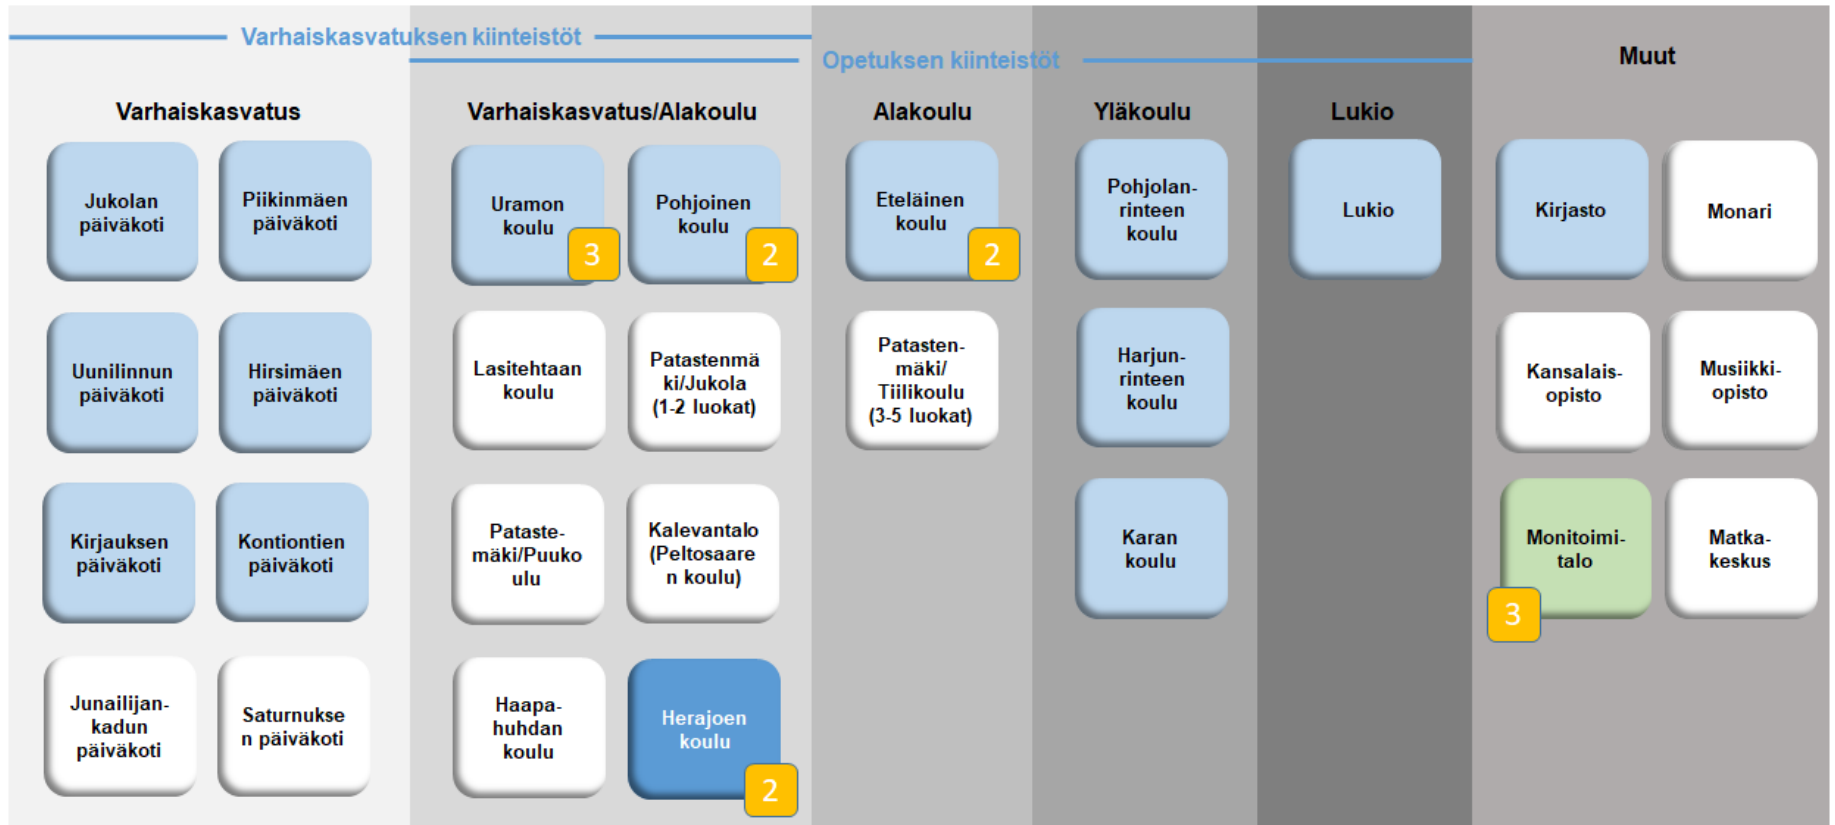 Varhaiskasvatuksen kiinteistöt
Opetuksen kiinteistöt
Muut
Varhaiskasvatus
Jukolan
päiväkoti
Piikinmäen
päiväkoti
Uunilinnun
päiväkoti
Hirsimäen
päiväkoti
Kirjauksen
päiväkoti
Kontiontien
päiväkoti
Junailijan-
kadun
päiväkoti
Saturnukse
n päiväkoti
Varhaiskasvatus/Alakoulu
Uramon
koulu
3
Pohjoinen
koulu
2
Lasitehtaan
koulu
Patastenmä
ki/Jukola
(1-2 luokat)
Pataste-
mäki/Puuko
ulu
Kalevantalo
(Peltosaare
n koulu)
Haapa-
huhdan
koulu
Herajoen
koulu
2
Alakoulu
Eteläinen
koulu
2
Patasten-
mäki/
Tiilikoulu
(3-5 luokat)
Yläkoulu
Pohjolan-
rinteen
koulu
Harjun-
rinteen
koulu
Karan
koulu
Lukio
Lukio
Kirjasto
Monari
Kansalais-
opisto
Musiikki-
opisto
Monitoimi-
talo
3
Matka-
keskus